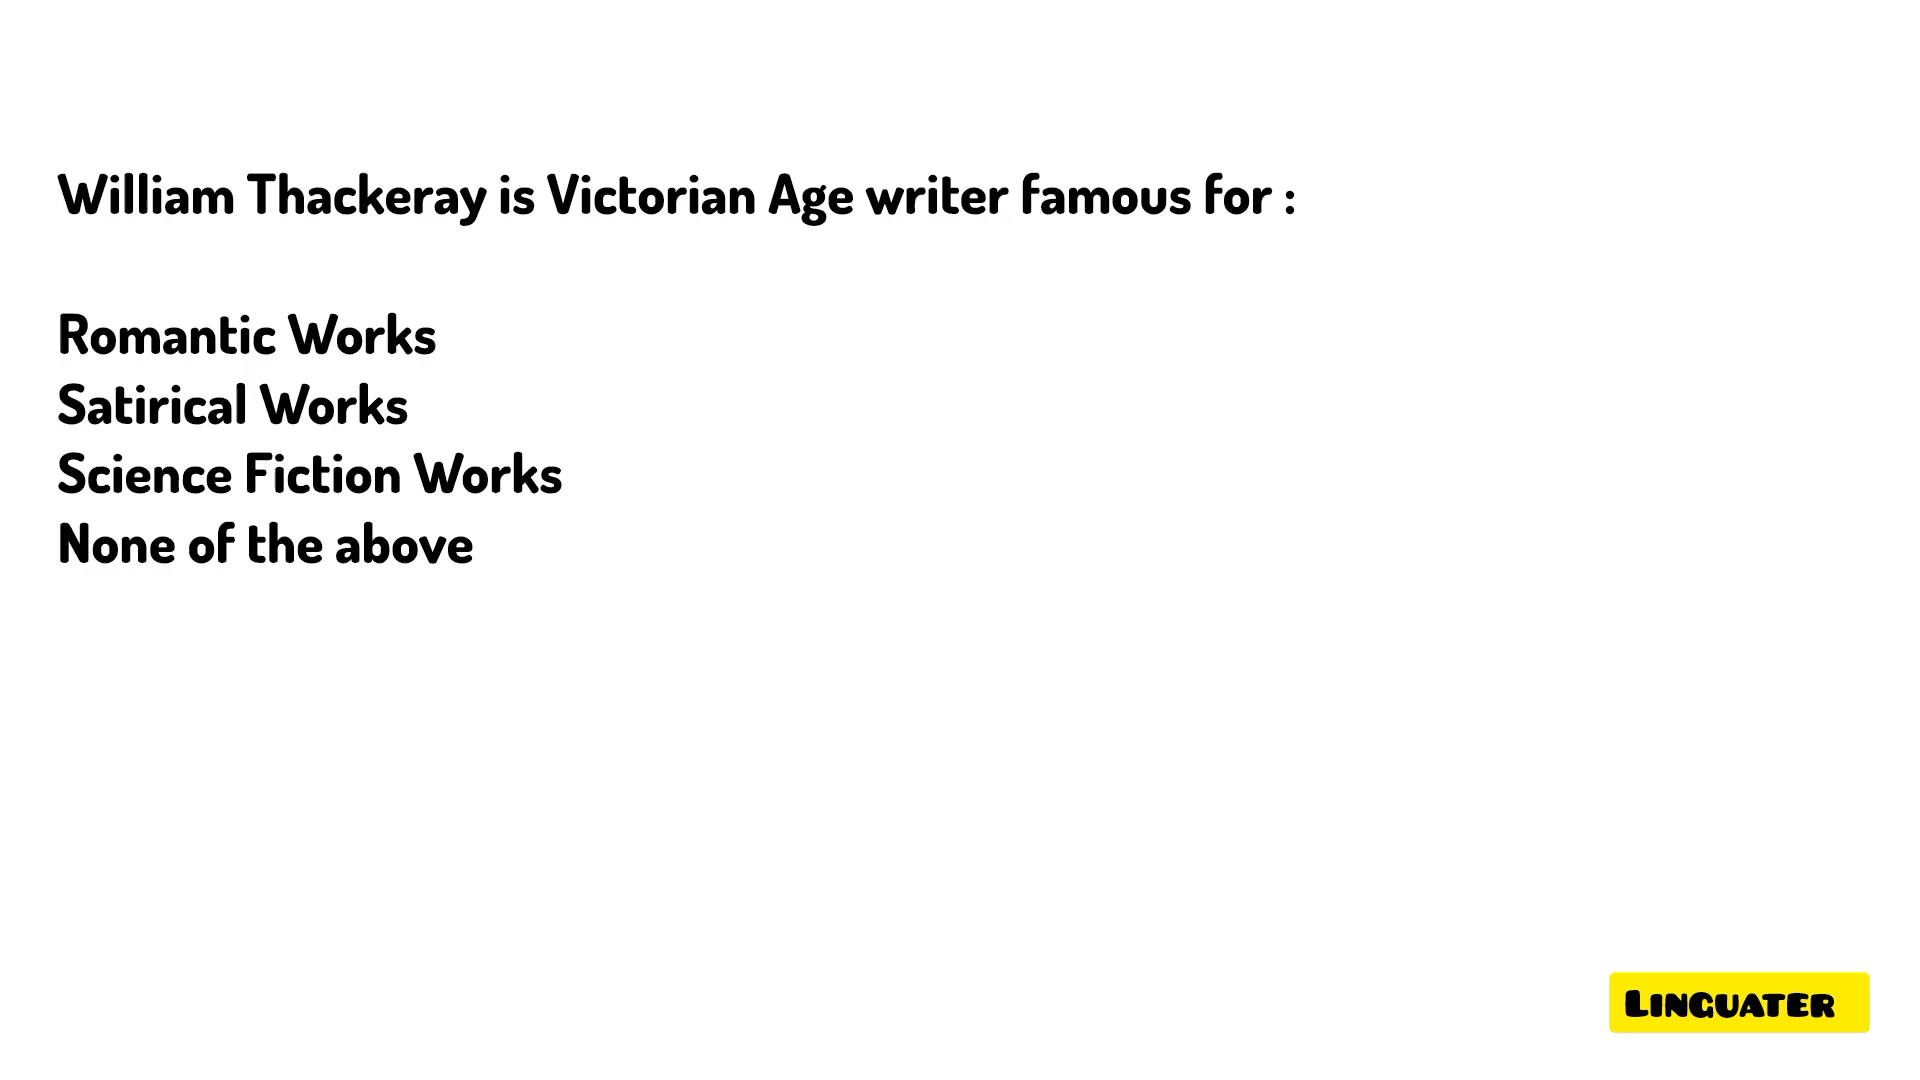 William Thackeray is Victorian Age writer famous for :
Romantic Works
Satirical Works
Science Fiction Works
None of the above
LINGUATER